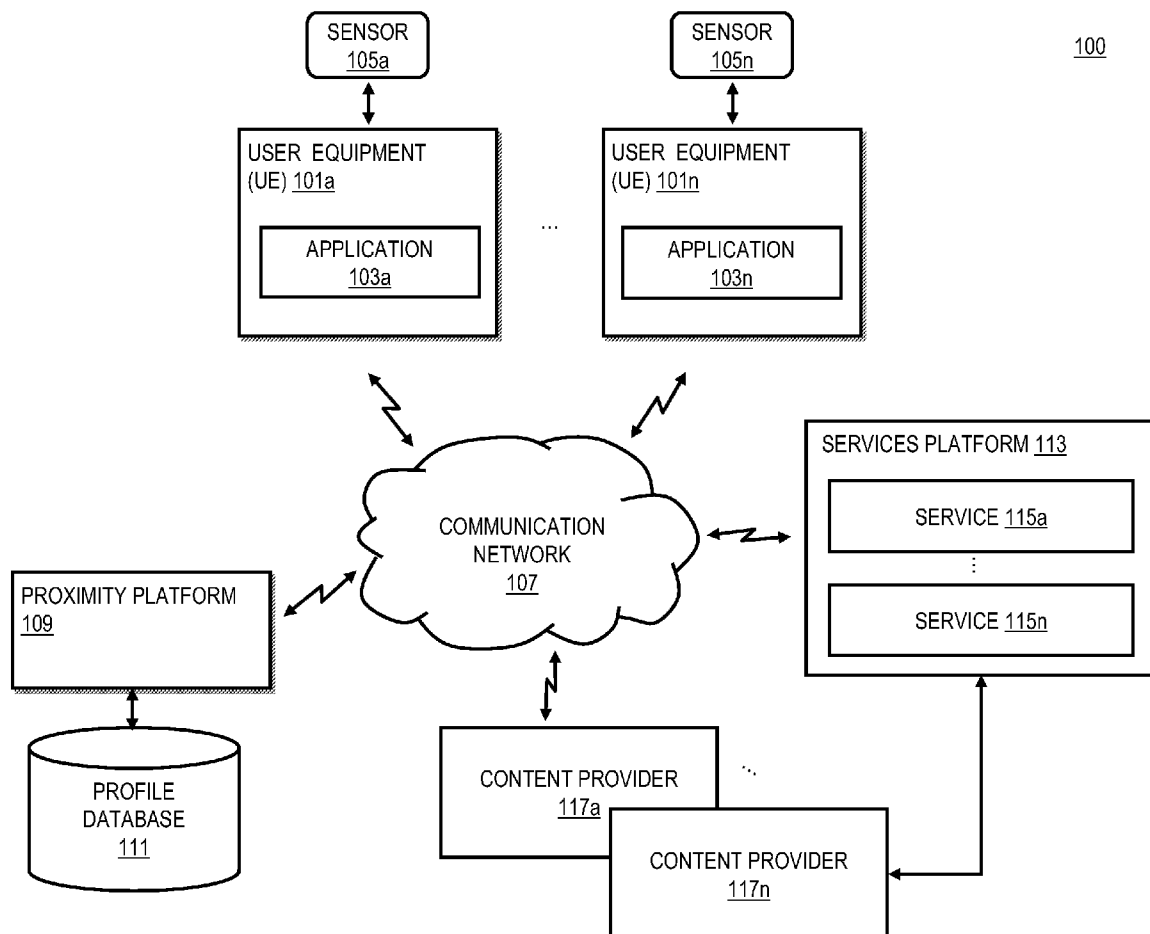 SENSOR
105a
SENSOR
105n
100
USER EQUIPMENT
(UE) 101a
USER EQUIPMENT
(UE) 101n
...
APPLICATION
103a
APPLICATION
103n
SERVICES PLATFORM 113
SERVICE 115a
...
SERVICE 115n
COMMUNICATION
NETWORK
107
PROXIMITY PLATFORM
109
PROFILE
DATABASE
111
CONTENT PROVIDER
117a
...
CONTENT PROVIDER
117n